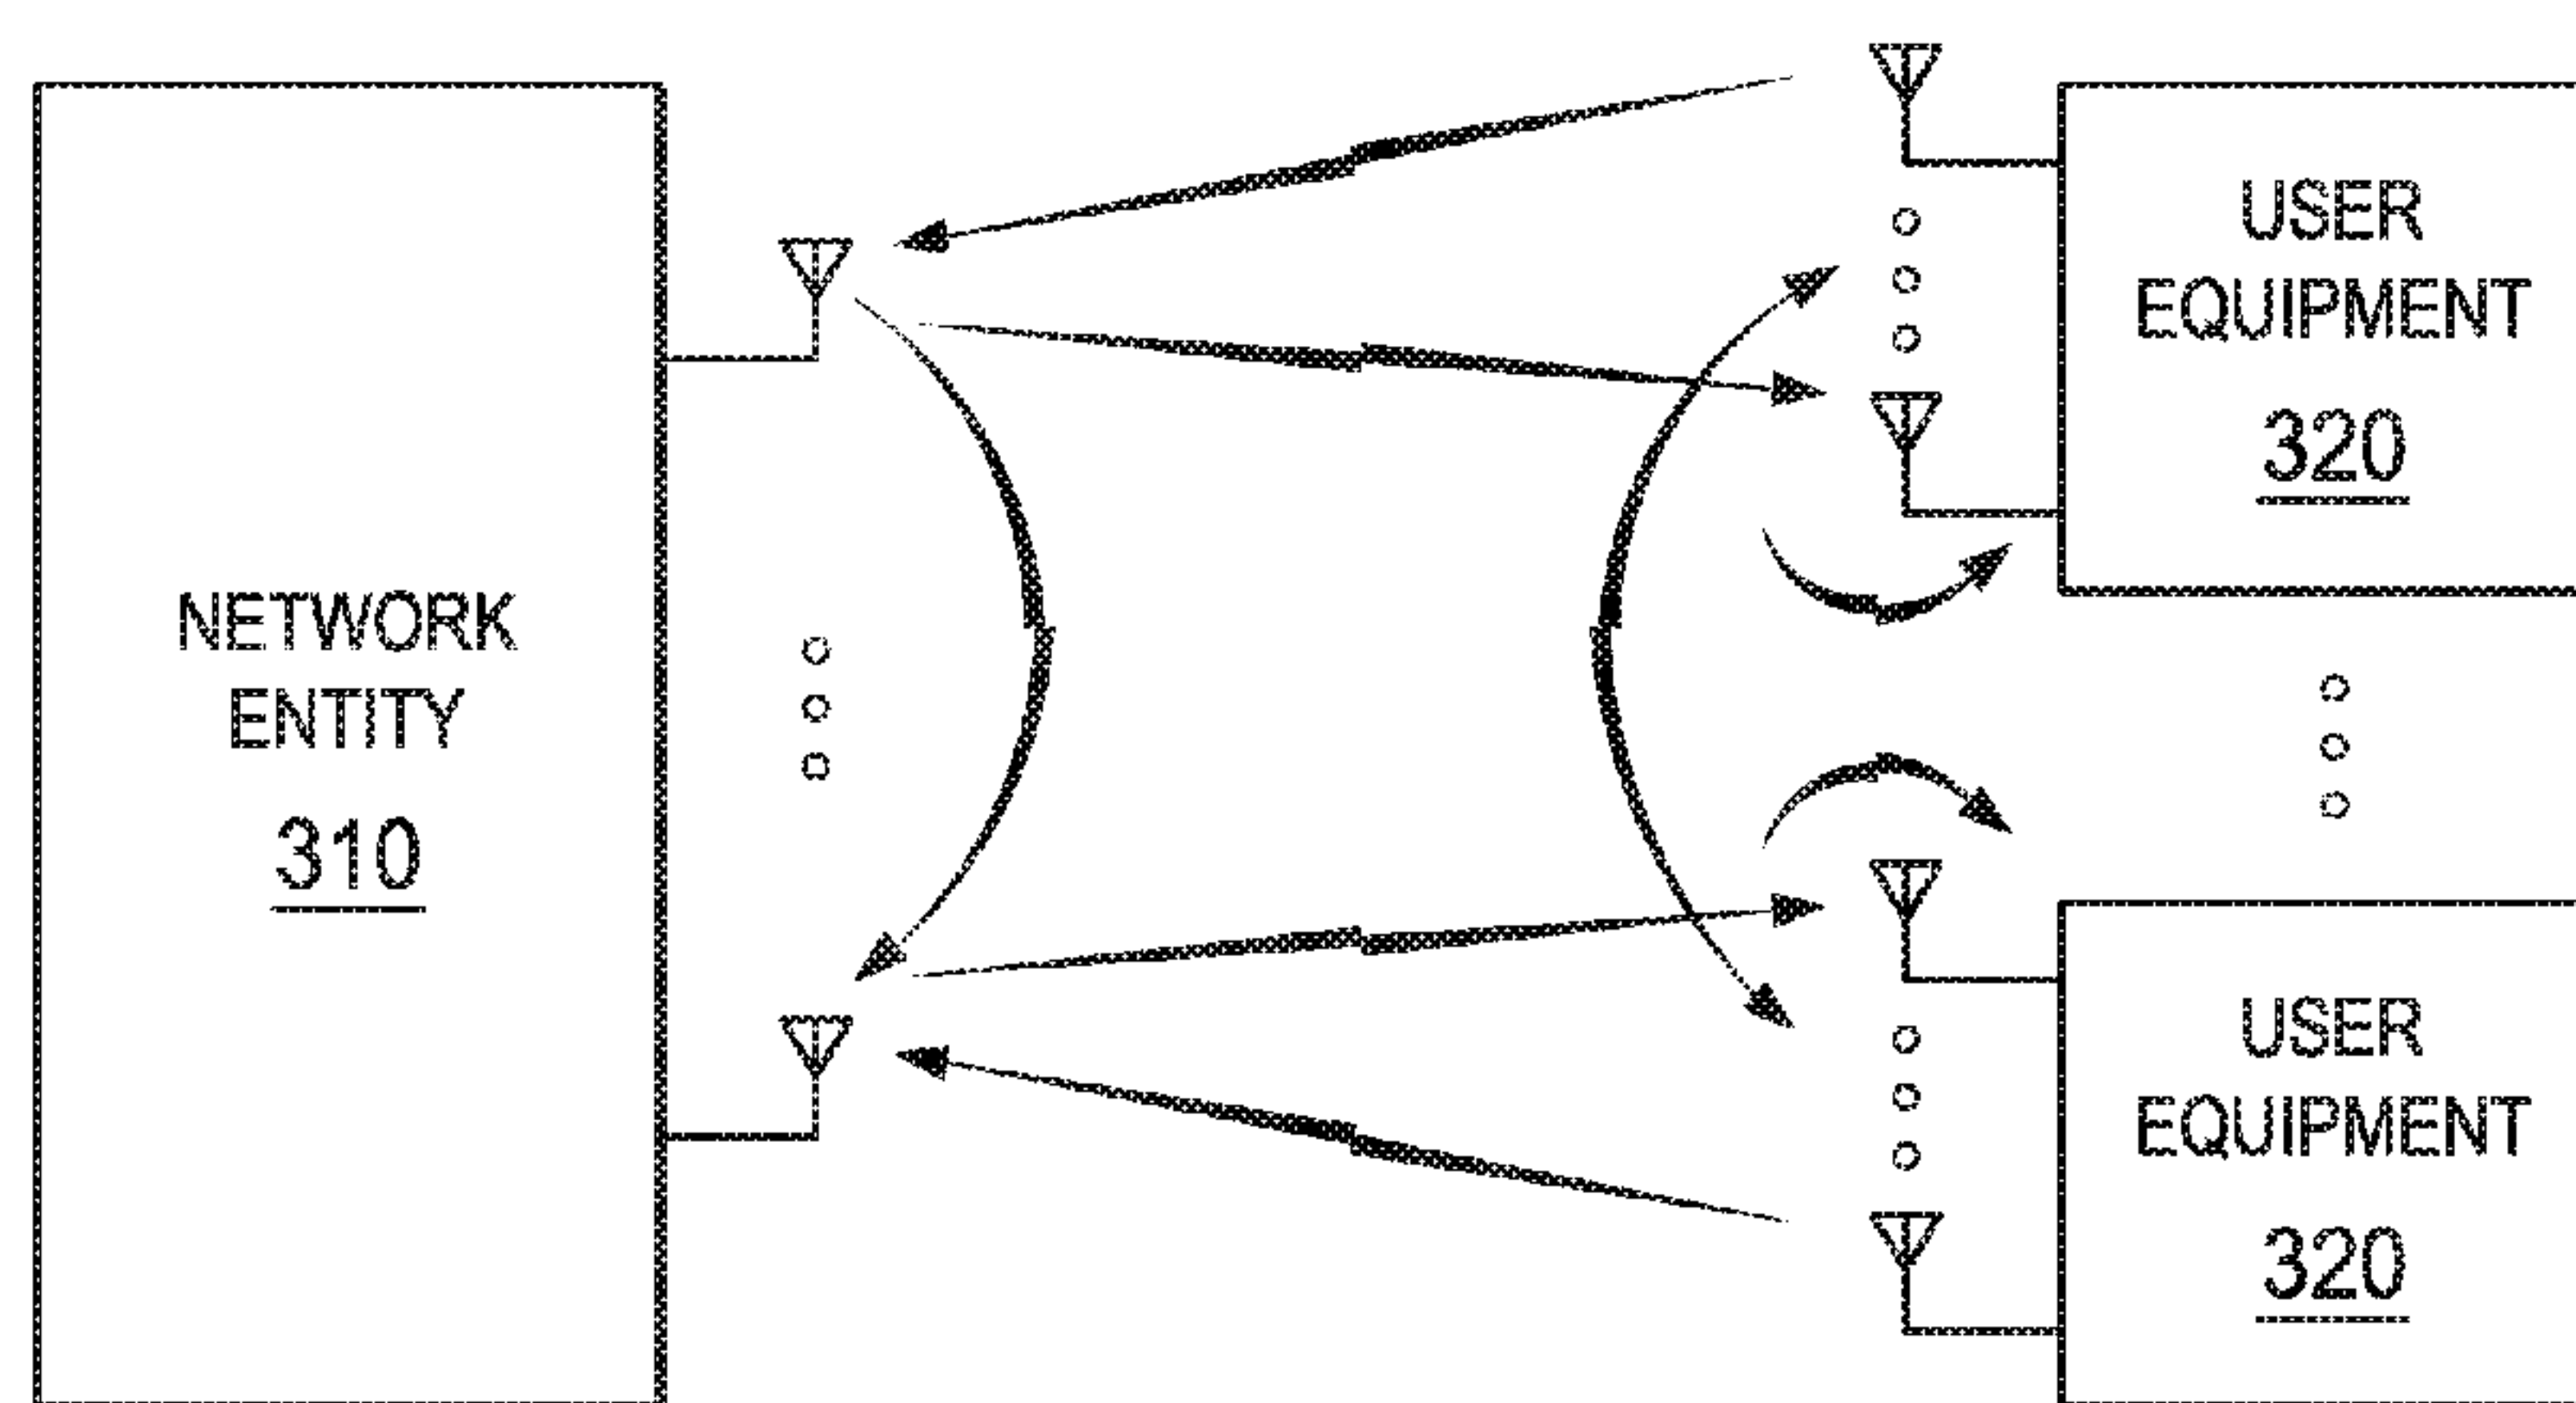 NETWORK
ENTITY
310
USER
EQUIPMENT
320
USER
EQUIPMENT
320